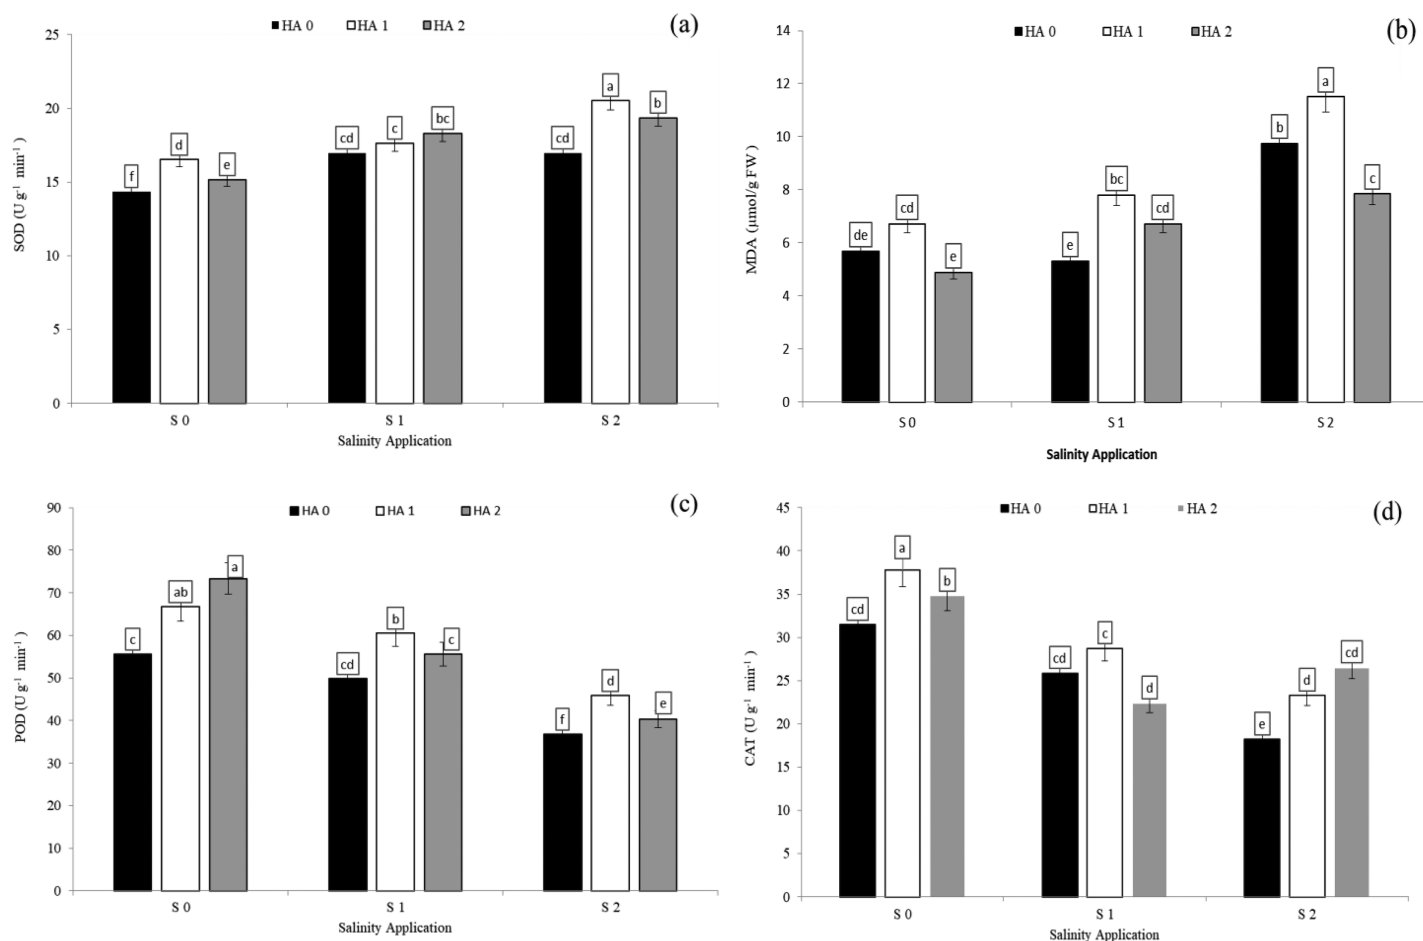 (a)
HA 0 HA 1 HA 2
25
20
15
10
5
0
SOD (U g⁻¹ min⁻¹ )
f d e cd c bc cd a b
S 0 S 1 S 2
Salinity Application
(b)
HA 0 HA 1 HA 2
14
12
10
8
6
4
2
0
MDA (µmol/g FW )
de cd e e bc cd b a c
S 0 S 1 S 2
Salinity Application
(c)
HA 0 HA 1 HA 2
90
80
70
60
50
40
30
20
10
0
POD (U g⁻¹ min⁻¹ )
c ab a cd b c f d e
S 0 S 1 S 2
Salinity Application
(d)
HA 0 HA 1 HA 2
45
40
35
30
25
20
15
10
5
0
CAT (U g⁻¹ min⁻¹ )
cd a b cd c d e d cd
S 0 S 1 S 2
Salinity Application